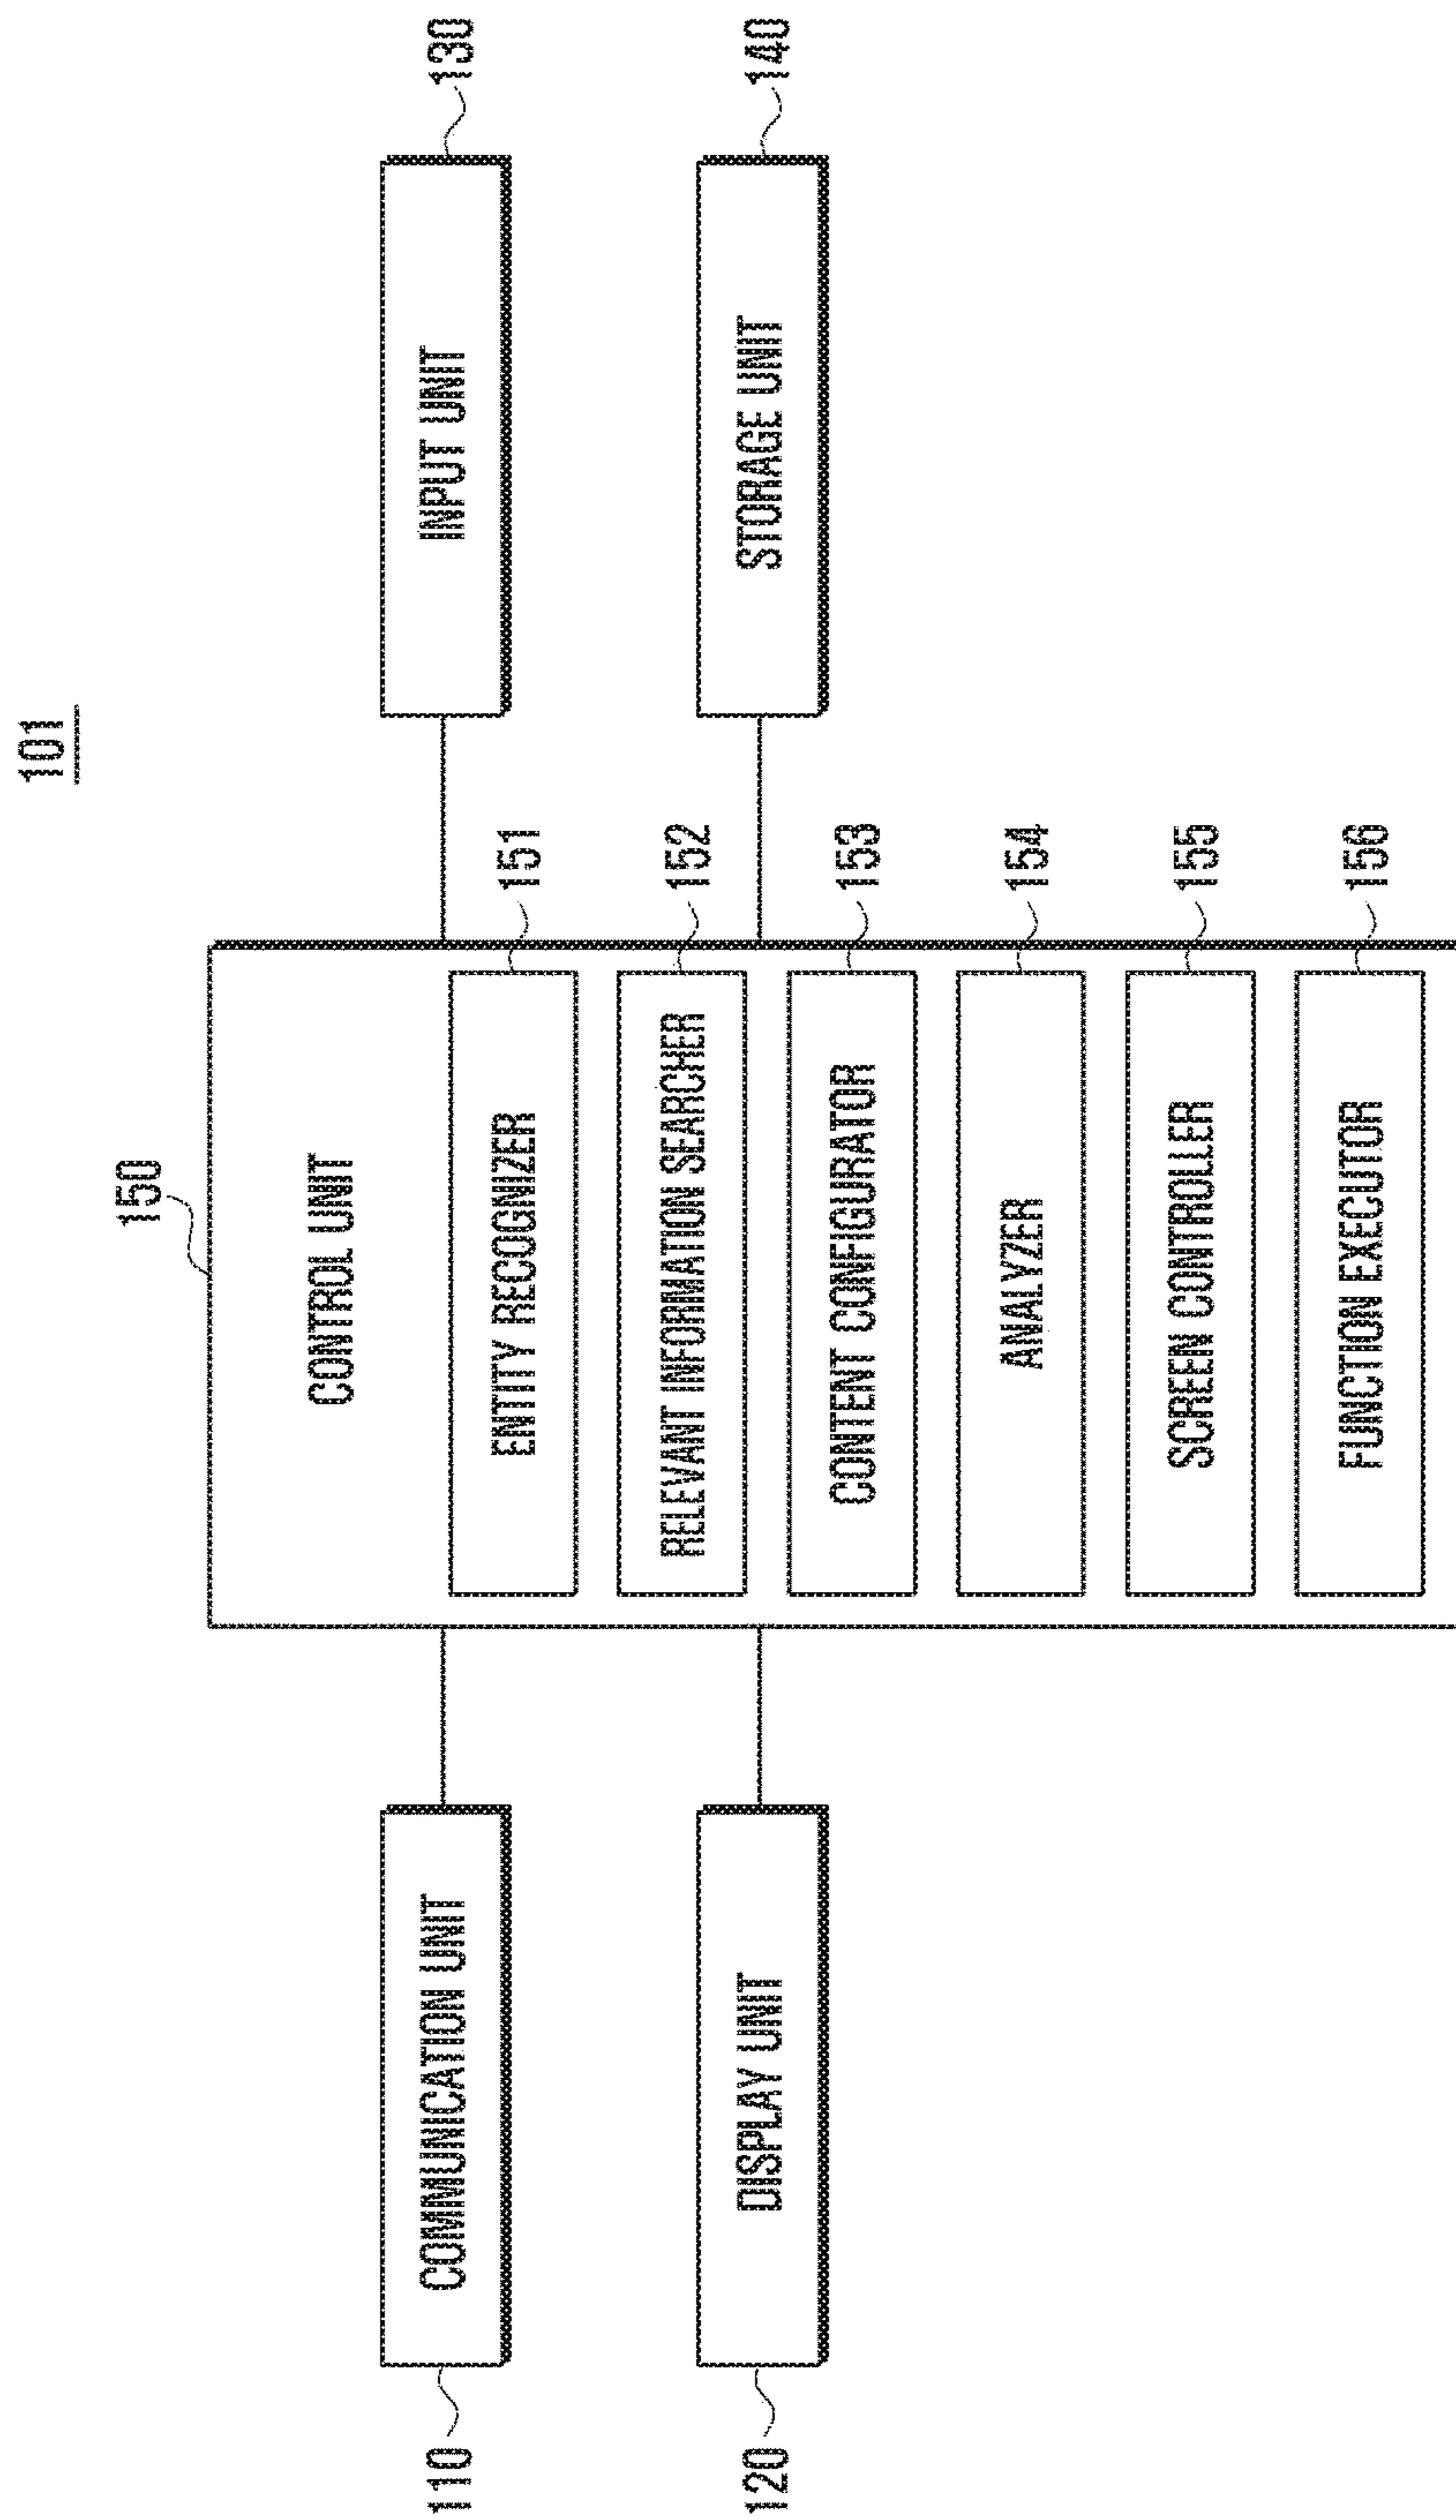 101
150
CONTROL UNIT
110
COMMUNICATION UNIT
ENTITY RECOGNIZER
151
INPUT UNIT
130
RELEVANT INFORMATION SEARCHER
152
120
DISPLAY UNIT
CONTENT CONFIGURATOR
153
STORAGE UNIT
140
ANALYZER
154
SCREEN CONTROLLER
155
FUNCTION EXECUTOR
156